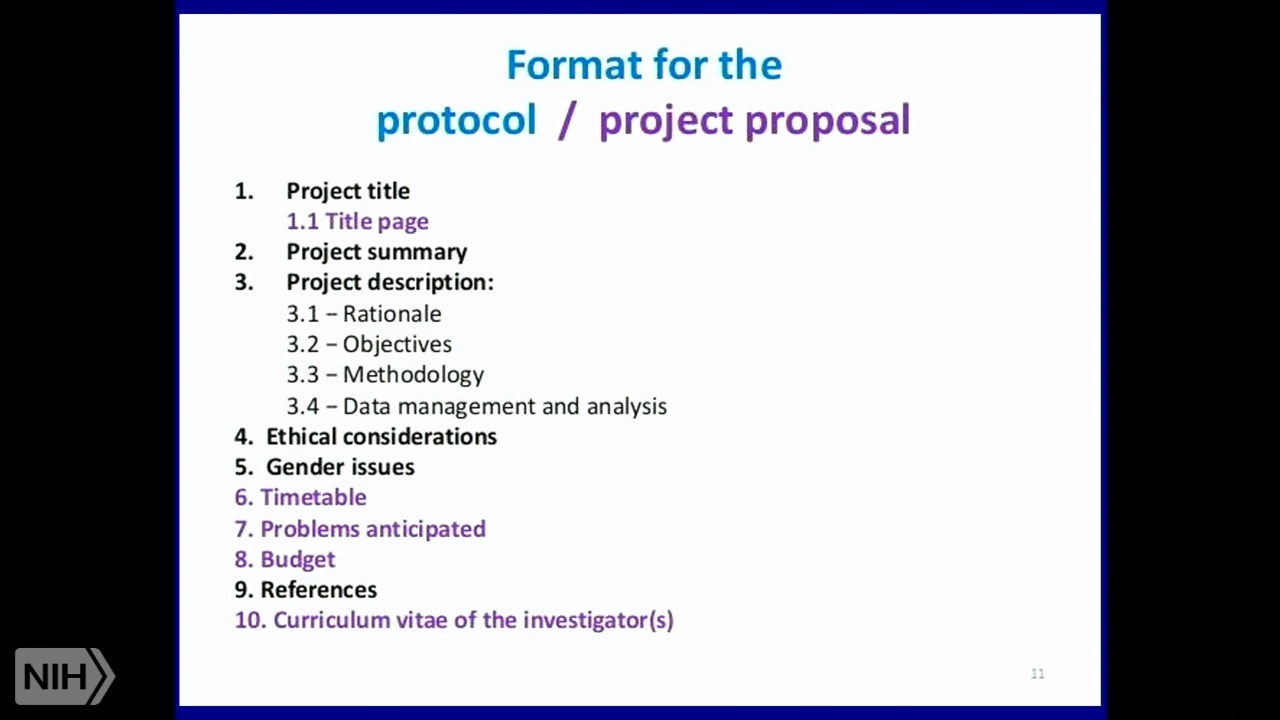 Format for the
protocol / project proposal
1. Project title
1.1 Title page
2. Project summary
3. Project description:
3.1 – Rationale
3.2 – Objectives
3.3 – Methodology
3.4 – Data management and analysis
4. Ethical considerations
5. Gender issues
6. Timetable
7. Problems anticipated
8. Budget
9. References
10. Curriculum vitae of the investigator(s)
11
NIH